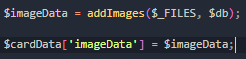 $imageData = addImages($_FILES, $db);
$cardData['imageData'] = $imageData;